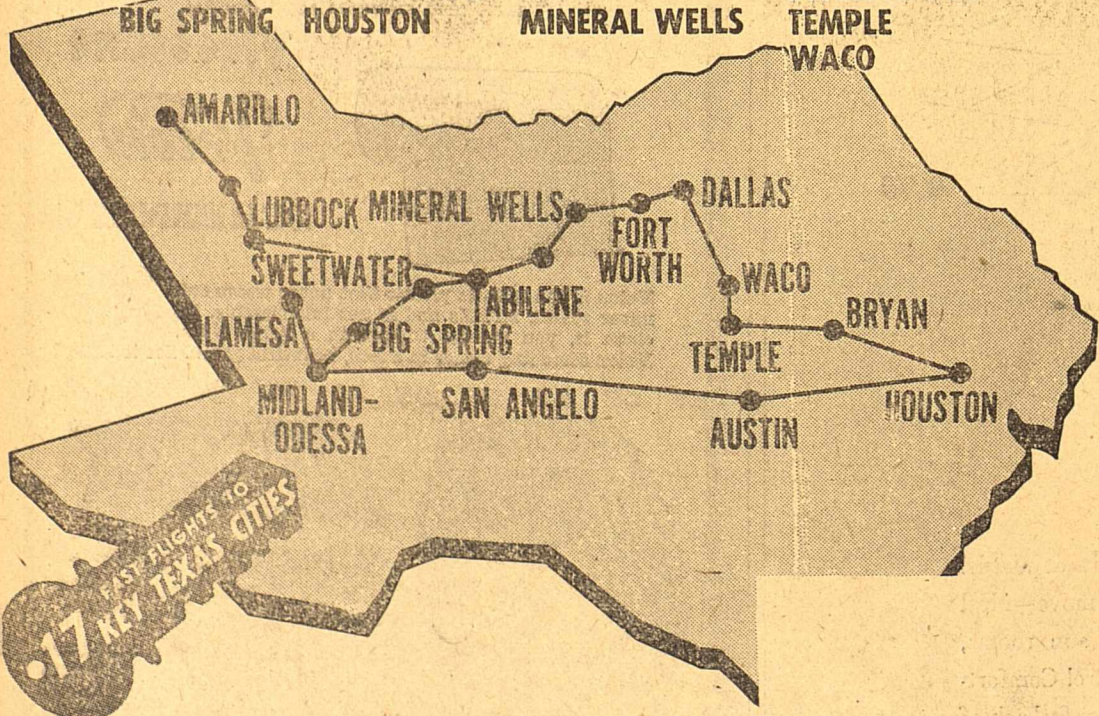 BIG SPRING HOUSTON MINERAL WELLS TEMPLE
WACO
AMARILLO
LUBBOCK
MINERAL WELLS
DALLAS
FORT
WORTH
SWEETWATER
ABILENE
WACO
LAMESA
BIG SPRING
BRYAN
TEMPLE
MIDLAND-
ODESSA
SAN ANGELO
AUSTIN
HOUSTON
•17 FAST FLIGHTS TO
KEY TEXAS CITIES